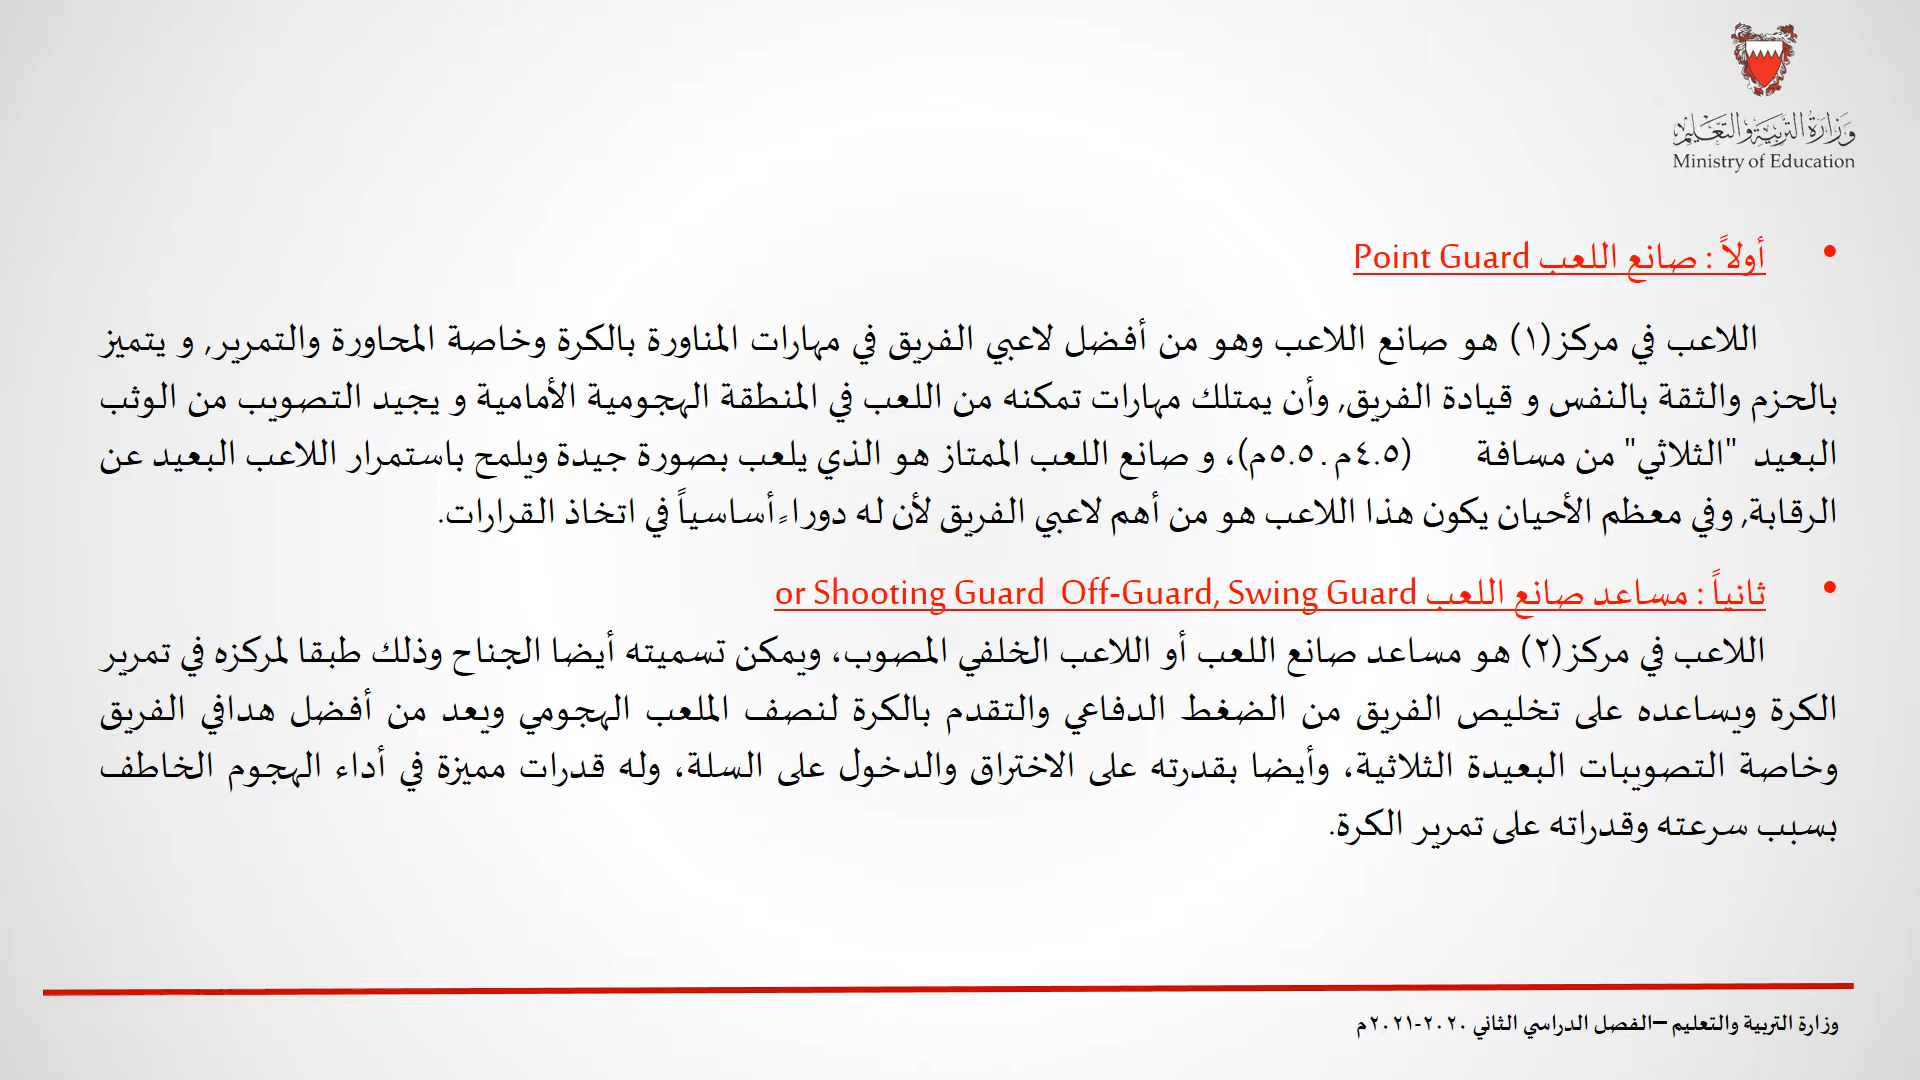 وزارة التربية والتعليم
Ministry of Education
• أولاً : صانع اللعب Point Guard
اللاعب في مركز(١) هو صانع اللاعب وهو من أفضل لاعبي الفريق في مهارات المناورة بالكرة وخاصة المحاورة والتمرير, و يتميز
بالحزم والثقة بالنفس و قيادة الفريق, وأن يمتلك مهارات تمكنه من اللعب في المنطقة الهجومية الأمامية و يجيد التصويب من الوثب
البعيد "الثلاثي" من مسافة (٤.٥م . ٥.٥م)، و صانع اللعب الممتاز هو الذي يلعب بصورة جيدة ويلمح باستمرار اللاعب البعيد عن
الرقابة, وفي معظم الأحيان يكون هذا اللاعب هو من أهم لاعبي الفريق لأن له دوراءً أساسياً في اتخاذ القرارات.
• ثانياً : مساعد صانع اللعب or Shooting Guard Off-Guard, Swing Guard
اللاعب في مركز(٢) هو مساعد صانع اللعب أو اللاعب الخلفي المصوب، ويمكن تسميته أيضا الجناح وذلك طبقا لمركزه في تمرير
الكرة ويساعده على تخليص الفريق من الضغط الدفاعي والتقدم بالكرة لنصف الملعب الهجومي ويعد من أفضل هدافي الفريق
وخاصة التصويبات البعيدة الثلاثية، وأيضا بقدرته على الاختراق والدخول على السلة، وله قدرات مميزة في أداء الهجوم الخاطف
بسبب سرعته وقدراته على تمرير الكرة.
وزارة التربية والتعليم –الفصل الدراسي الثاني ٢٠٢٠-٢٠٢١م